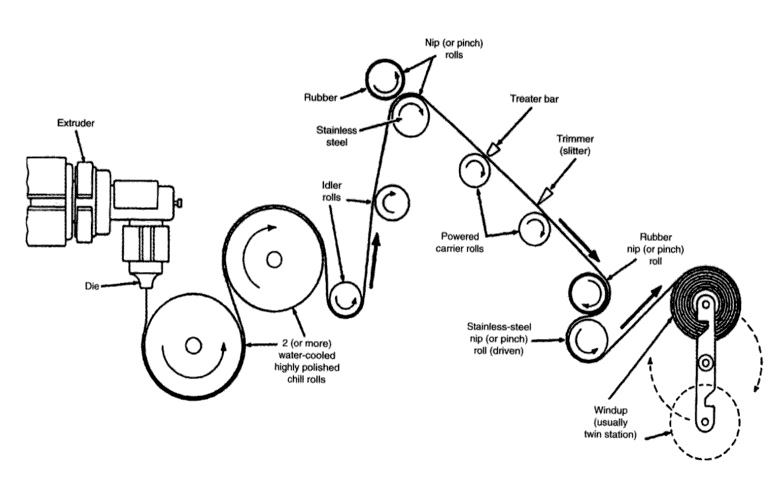 Nip (or pinch)
rolls
Rubber
Treater bar
Extruder
Stainless
steel
Trimmer
(slitter)
Idler
rolls
Powered
carrier rolls
Rubber
nip (or pinch)
roll
Die
Stainless-steel
nip (or pinch)
roll (driven)
2 (or more)
water-cooled
highly polished
chill rolls
Windup
(usually
twin station)